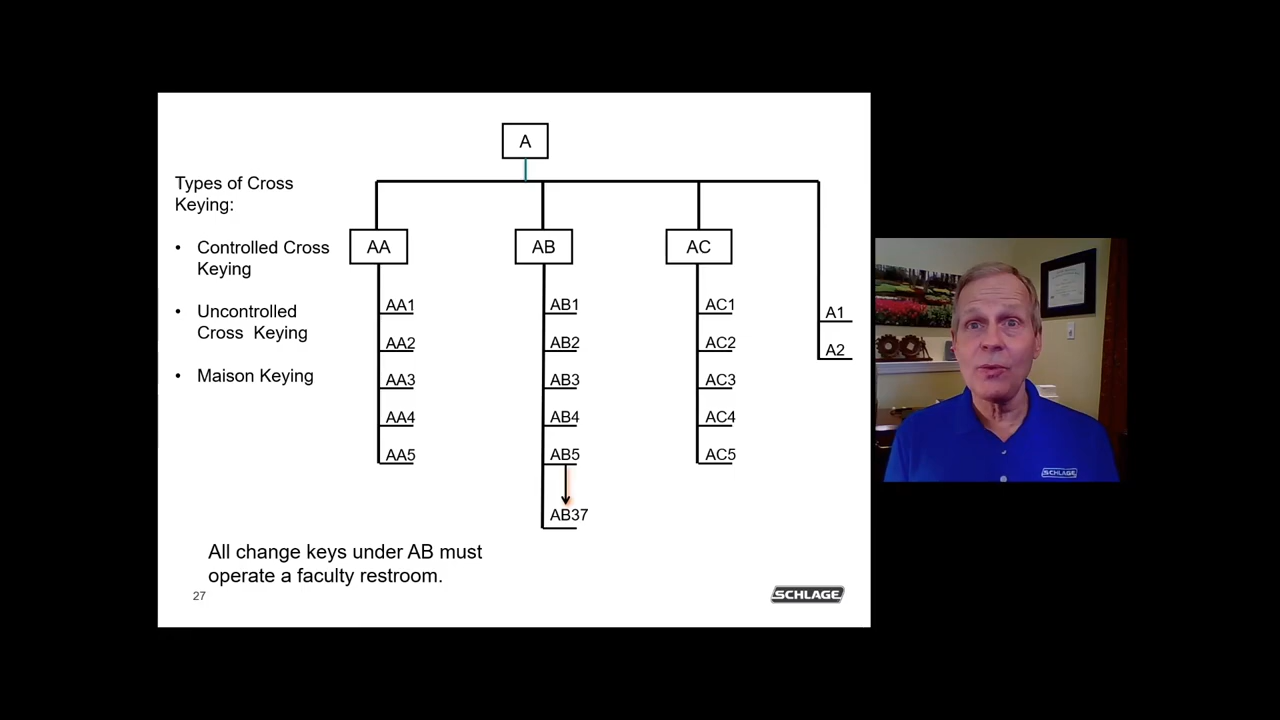 A
Types of Cross
Keying:
• Controlled Cross
Keying
• Uncontrolled
Cross Keying
• Maison Keying
AA
AB
AC
AA1
AA2
AA3
AA4
AA5
AB1
AB2
AB3
AB4
AB5
AB37
AC1
AC2
AC3
AC4
AC5
A1
A2
All change keys under AB must
operate a faculty restroom.
27
SCHLAGE
SCHLAGE